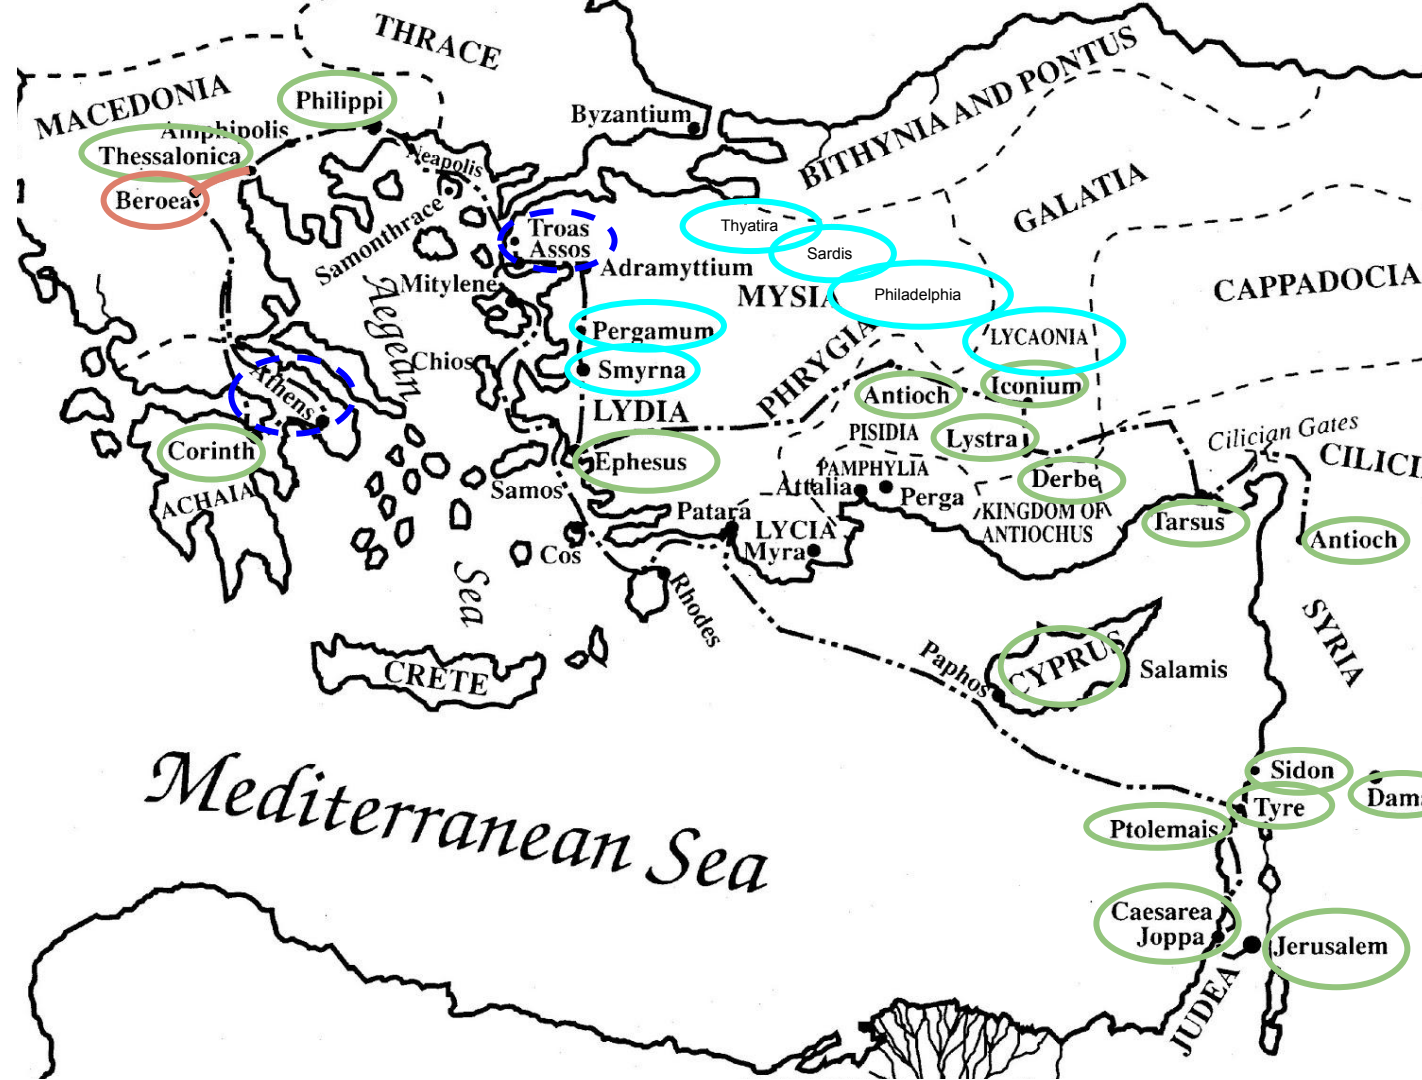 THRACE
MACEDONIA
Philippi
Byzantium
BITHYNIA AND PONTUS
Amphipolis
Thessalonica
Neapolis
Beroea
Samonthrace
GALATIA
Troas
Assos
Thyatira
Sardis
Adramyttium
Mitylene
MYSIA
Philadelphia
CAPPADOCIA
Aegean
Sea
Pergamum
LYCAONIA
Chios
Smyrna
PHRYGIA
Athens
Antioch
Iconium
LYDIA
Corinth
PISIDIA
Lystra
Cilician Gates
CILICI
Ephesus
PAMPHYLIA
Derbe
Samos
Attalia
Perga
ACHAIA
Patara
LYCIA
KINGDOM OF
ANTIOCHUS
Tarsus
Antioch
Cos
Myra
Rhodes
SYRIA
CRETE
Paphos
CYPRUS
Salamis
Mediterranean Sea
Sidon
Tyre
Dam
Ptolemais
Caesarea
Joppa
Jerusalem
JUDEA